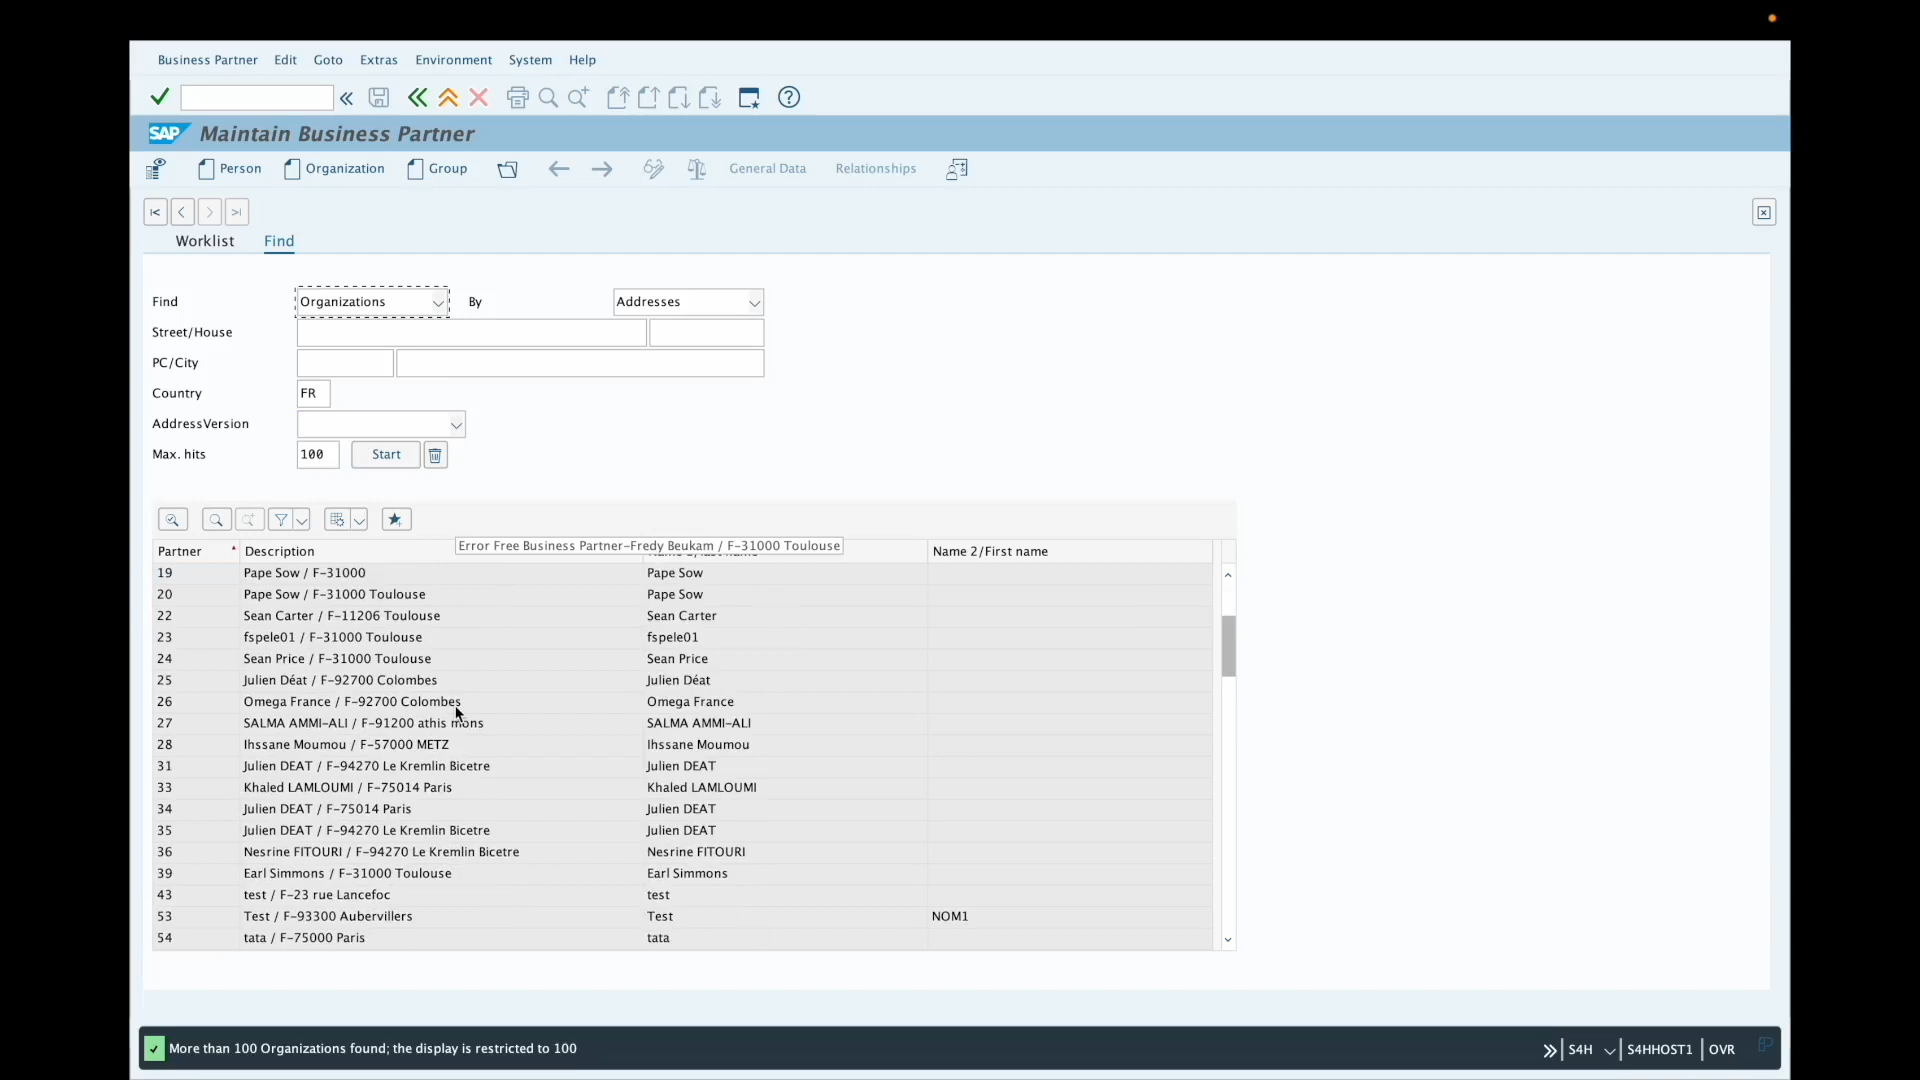 Business Partner Edit Goto Extras Environment System Help
SAP Maintain Business Partner
Person Organization Group General Data Relationships
Worklist Find
Find Organizations By Addresses
Street/House
PC/City
Country FR
AddressVersion
Max. hits 100 Start
Error Free Business Partner-Fredy Beukam / F-31000 Toulouse
Partner Description Name 2/First name
19 Pape Sow / F-31000 Pape Sow
20 Pape Sow / F-31000 Toulouse Pape Sow
22 Sean Carter / F-11206 Toulouse Sean Carter
23 fspele01 / F-31000 Toulouse fspele01
24 Sean Price / F-31000 Toulouse Sean Price
25 Julien Déat / F-92700 Colombes Julien Déat
26 Omega France / F-92700 Colombes Omega France
27 SALMA AMMI-ALI / F-91200 athis mons SALMA AMMI-ALI
28 Ihssane Moumou / F-57000 METZ Ihssane Moumou
31 Julien DEAT / F-94270 Le Kremlin Bicetre Julien DEAT
33 Khaled LAMLOUMI / F-75014 Paris Khaled LAMLOUMI
34 Julien DEAT / F-75014 Paris Julien DEAT
35 Julien DEAT / F-94270 Le Kremlin Bicetre Julien DEAT
36 Nesrine FITOURI / F-94270 Le Kremlin Bicetre Nesrine FITOURI
39 Earl Simmons / F-31000 Toulouse Earl Simmons
43 test / F-23 rue Lancefoc test
53 Test / F-93300 Aubervillers Test NOM1
54 tata / F-75000 Paris tata
More than 100 Organizations found; the display is restricted to 100 S4H S4HHOST1 OVR